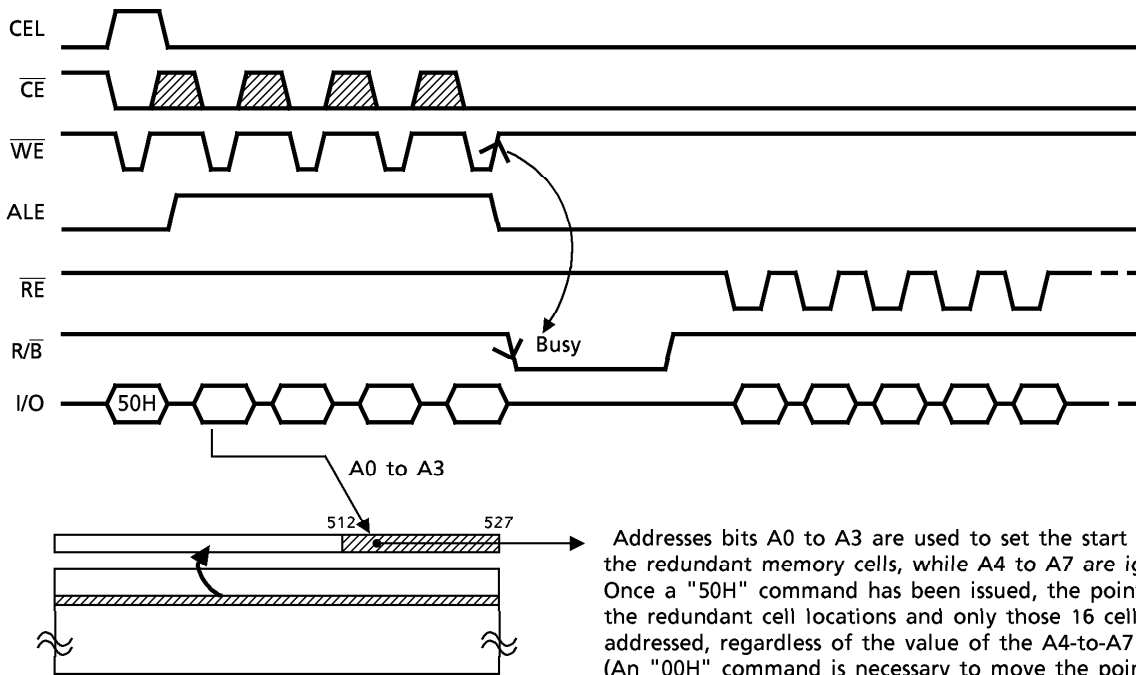 CEL
CE
WE
ALE
RE
R/B
Busy
I/O
50H
A0 to A3
512
527
Addresses bits A0 to A3 are used to set the start
the redundant memory cells, while A4 to A7 are
Once a "50H" command has been issued, the
the redundant cell locations and only those 16
addressed, regardless of the value of the A4-to-A7
(An "00H" command is necessary to move the